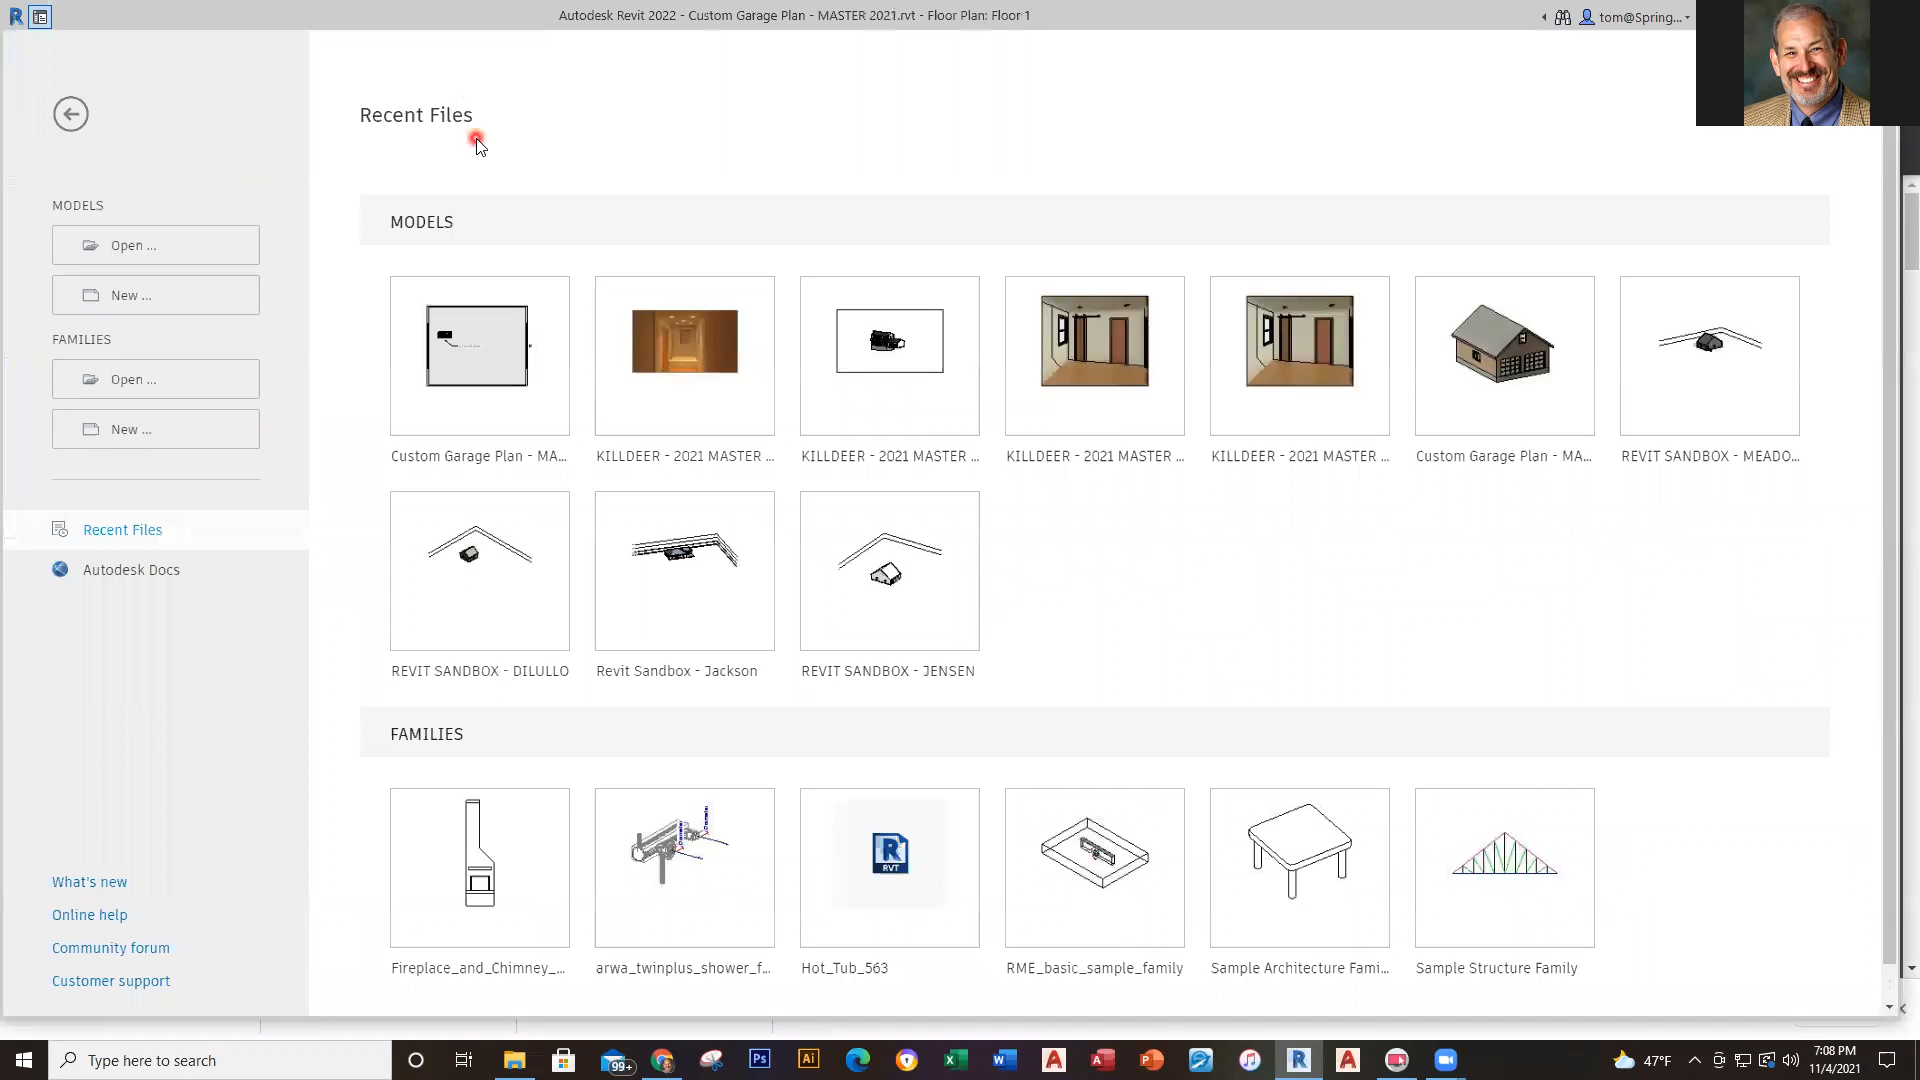 Autodesk Revit 2022 - Custom Garage Plan - MASTER 2021.rvt - Floor Plan: Floor 1
tom@Spring...
Recent Files
MODELS
Open ...
New ...
FAMILIES
Open ...
New ...
Recent Files
Autodesk Docs
What's new
Online help
Community forum
Customer support
MODELS
Custom Garage Plan - MA...
KILLDEER - 2021 MASTER ...
KILLDEER - 2021 MASTER ...
KILLDEER - 2021 MASTER ...
KILLDEER - 2021 MASTER ...
Custom Garage Plan - MA...
REVIT SANDBOX - MEADO...
REVIT SANDBOX - DILULLO
Revit Sandbox - Jackson
REVIT SANDBOX - JENSEN
FAMILIES
R
RVT
Fireplace_and_Chimney_...
arwa_twinplus_shower_f...
Hot_Tub_563
RME_basic_sample_family
Sample Architecture Fami...
Sample Structure Family
Type here to search
99+
Ps
Ai
47°F
7:08 PM
11/4/2021